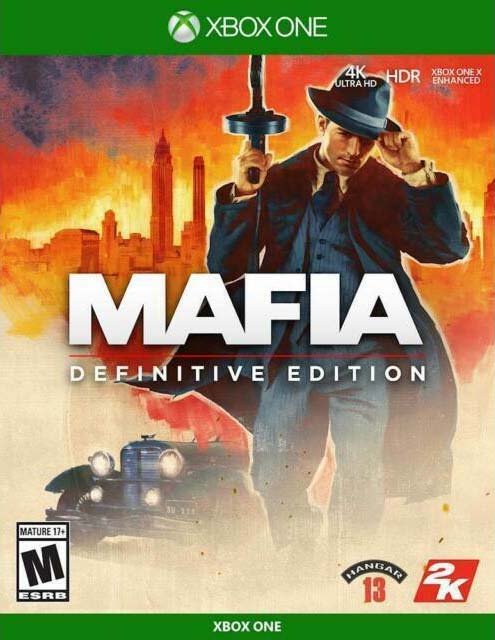 XBOX ONE
4K
ULTRA HD
HDR
XBOX ONE X
ENHANCED
MAFIA
DEFINITIVE EDITION
MATURE 17+
M
ESRB
HANGAR
13
2K
XBOX ONE